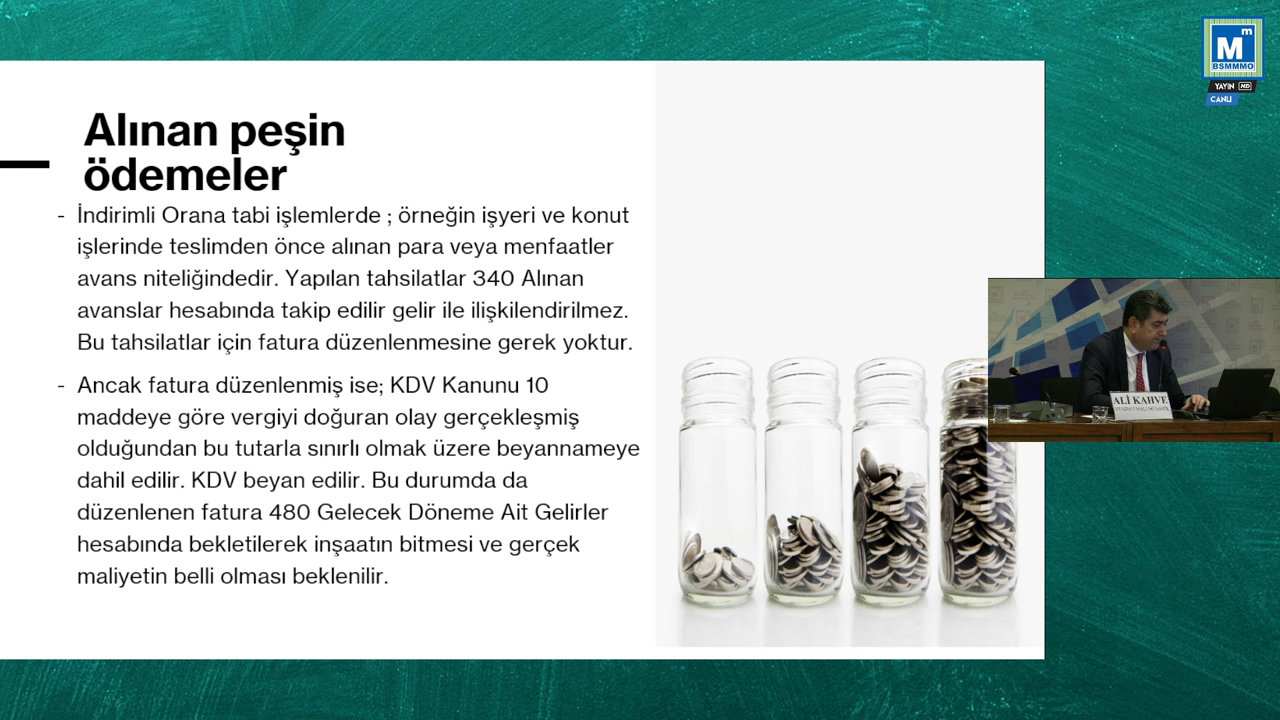 Alınan peşin
ödemeler
- İndirimli Orana tabi işlemlerde ; örneğin işyeri ve konut
işlerinde teslimden önce alınan para veya menfaatler
avans niteliğindedir. Yapılan tahsilatlar 340 Alınan
avanslar hesabında takip edilir gelir ile ilişkilendirilmez.
Bu tahsilatlar için fatura düzenlenmesine gerek yoktur.
- Ancak fatura düzenlenmiş ise; KDV Kanunu 10
maddeye göre vergiyi doğuran olay gerçekleşmiş
olduğundan bu tutarla sınırlı olmak üzere beyannameye
dahil edilir. KDV beyan edilir. Bu durumda da
düzenlenen fatura 480 Gelecek Döneme Ait Gelirler
hesabında bekletilerek inşaatın bitmesi ve gerçek
maliyetin belli olması beklenilir.
Mm
BSMMMO
YAYIN HD
CANLI
ALİ KAHVE